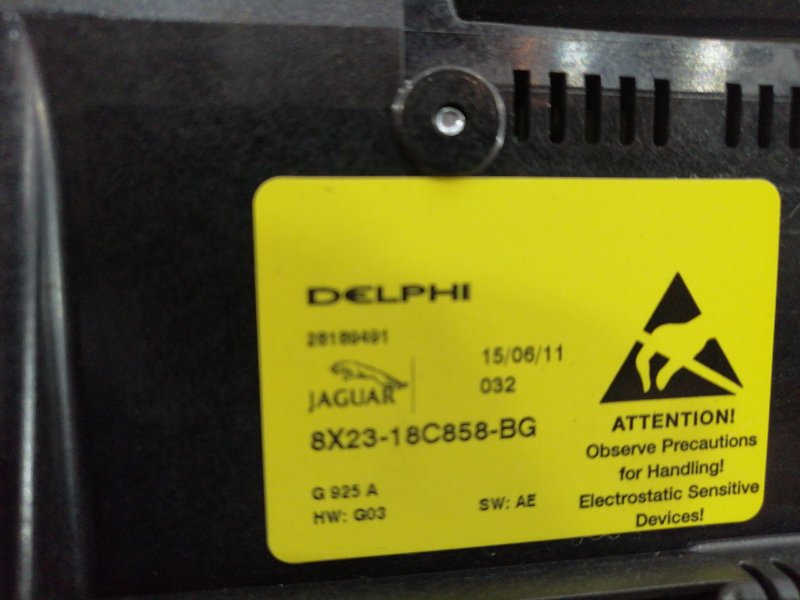 DELPHI
28189491
15/06/11
JAGUAR
032
8X23-18C858-BG
G 925 A
HW: G03
SW: AE
ATTENTION!
Observe Precautions
for Handling!
Electrostatic Sensitive
Devices!